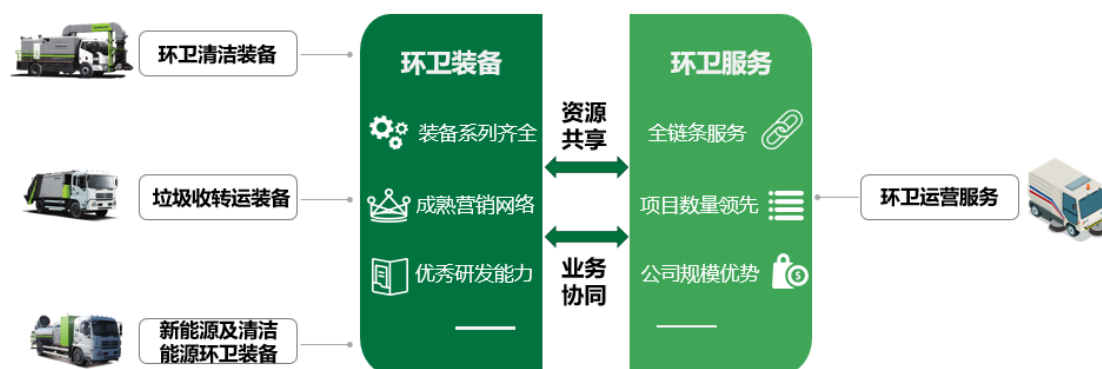 环卫清洁装备
垃圾收转运装备
新能源及清洁
能源环卫装备
环卫装备
装备系列齐全
成熟营销网络
优秀研发能力
资源
共享
业务
协同
环卫服务
全链条服务
项目数量领先
公司规模优势
环卫运营服务